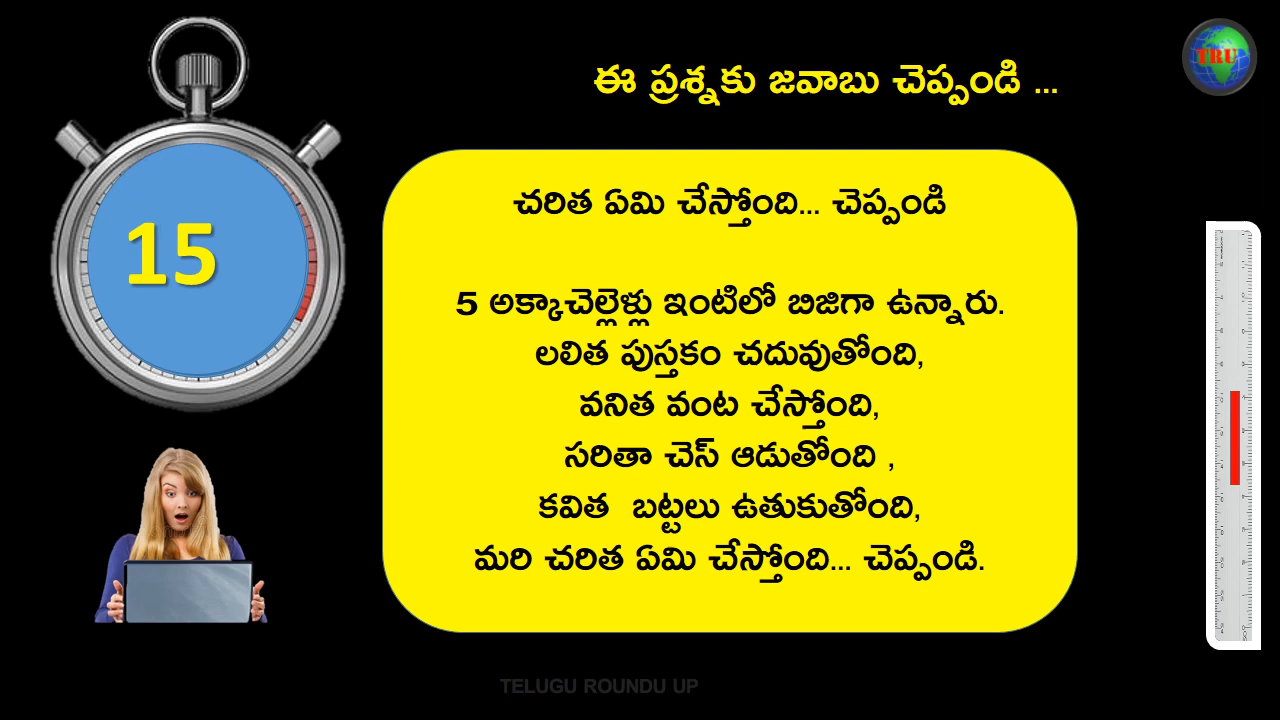 ఈ ప్రశ్నకు జవాబు చెప్పండి ...
TRU
15
చరిత ఏమి చేస్తోంది... చెప్పండి
5 అక్కాచెల్లెళ్లు ఇంటిలో బిజిగా ఉన్నారు.
లలిత పుస్తకం చదువుతోంది,
వనిత వంట చేస్తోంది,
సరితా చెస్ ఆడుతోంది ,
కవిత  బట్టలు ఉతుకుతోంది,
మరి చరిత ఏమి చేస్తోంది... చెప్పండి.
TELUGU ROUNDU UP